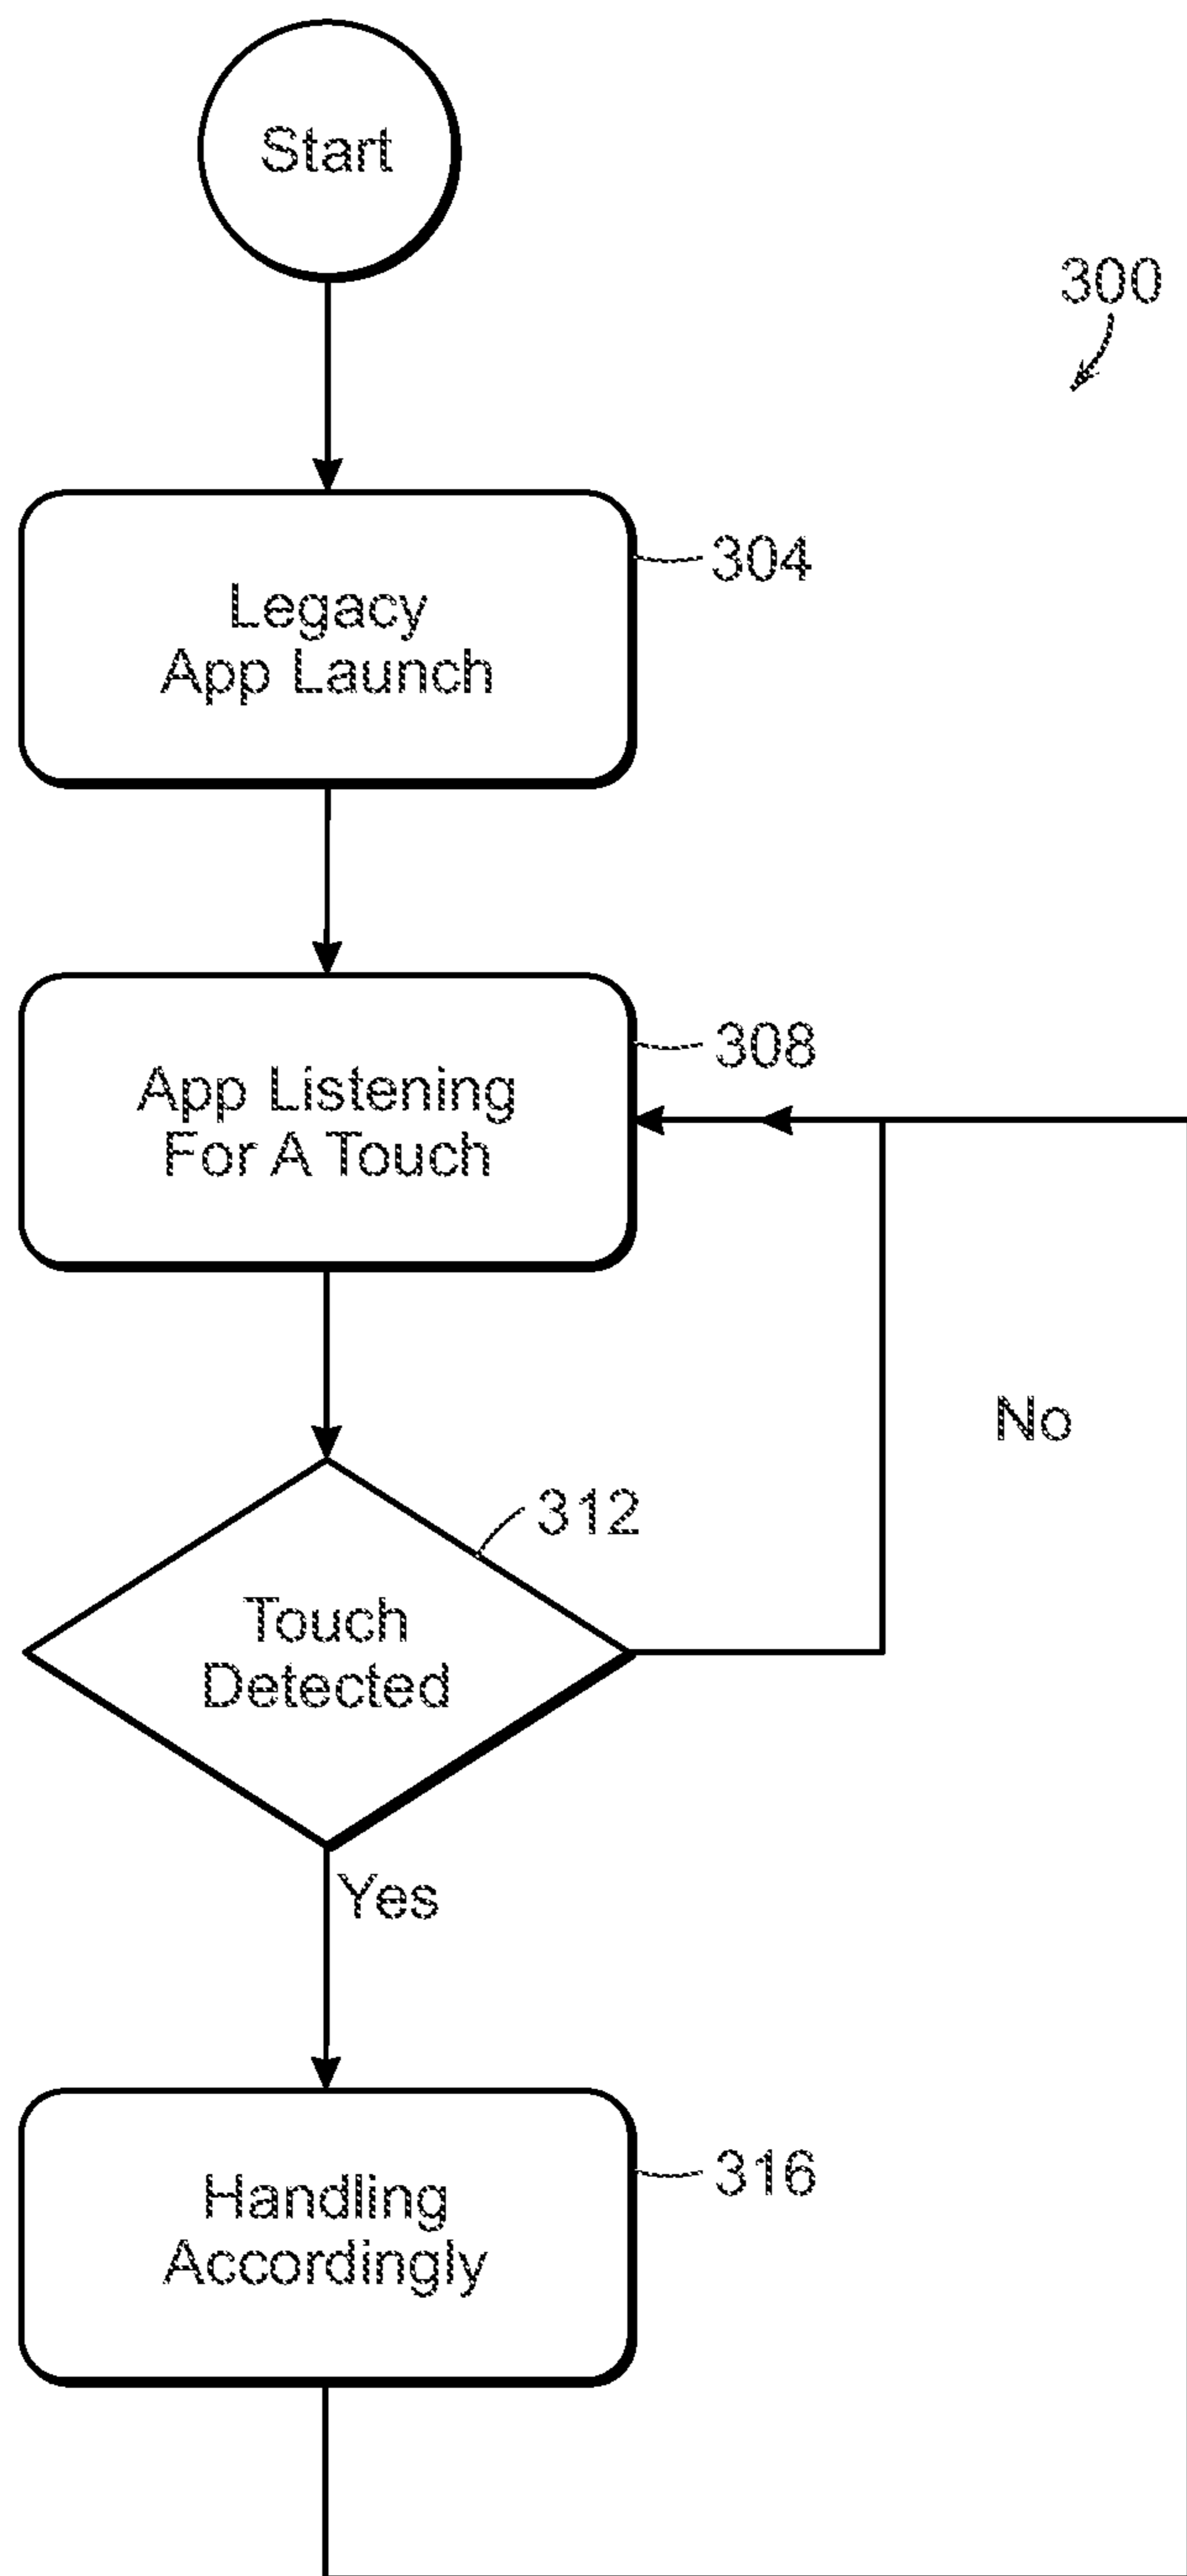 Start
300
304
Legacy
App Launch
308
App Listening
For A Touch
No
312
Touch
Detected
Yes
316
Handling
Accordingly